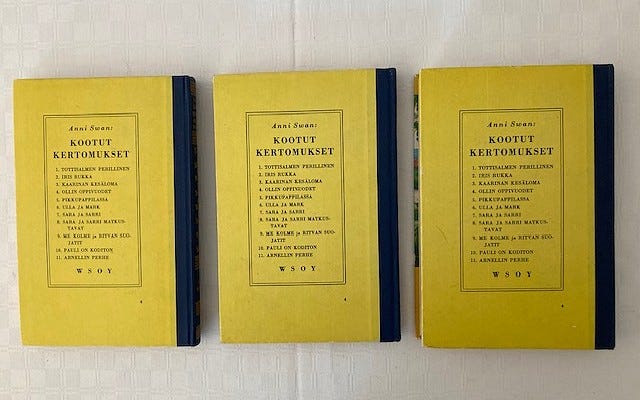 Anni Swan:
KOOTUT
KERTOMUKSET
1. TOTTISALMEN PERILLINEN
2. IRIS RUKKA
3. KAARINAN KESÄLOMA
4. OLLIN OPPIVUODET
5. PIKKUPAPPILASSA
6. ULLA JA MARK
7. SARA JA SARRI
8. SARA JA SARRI MATKUS-
TAVAT
9. ME KOLME ja RITVAN SUO-
JATIT
10. PAULI ON KODITON
11. ARNELLIN PERHE
WSOY
4
Anni Swan:
KOOTUT
KERTOMUKSET
1. TOTTISALMEN PERILLINEN
2. IRIS RUKKA
3. KAARINAN KESÄLOMA
4. OLLIN OPPIVUODET
5. PIKKUPAPPILASSA
6. ULLA JA MARK
7. SARA JA SARRI
8. SARA JA SARRI MATKUS-
TAVAT
9. ME KOLME ja RITVAN SUO-
JATIT
10. PAULI ON KODITON
11. ARNELLIN PERHE
WSOY
4
Anni Swan:
KOOTUT
KERTOMUKSET
1. TOTTISALMEN PERILLINEN
2. IRIS RUKKA
3. KAARINAN KESÄLOMA
4. OLLIN OPPIVUODET
5. PIKKUPAPPILASSA
6. ULLA JA MARK
7. SARA JA SARRI
8. SARA JA SARRI MATKUS-
TAVAT
9. ME KOLME ja RITVAN SUO-
JATIT
10. PAULI ON KODITON
11. ARNELLIN PERHE
WSOY
4